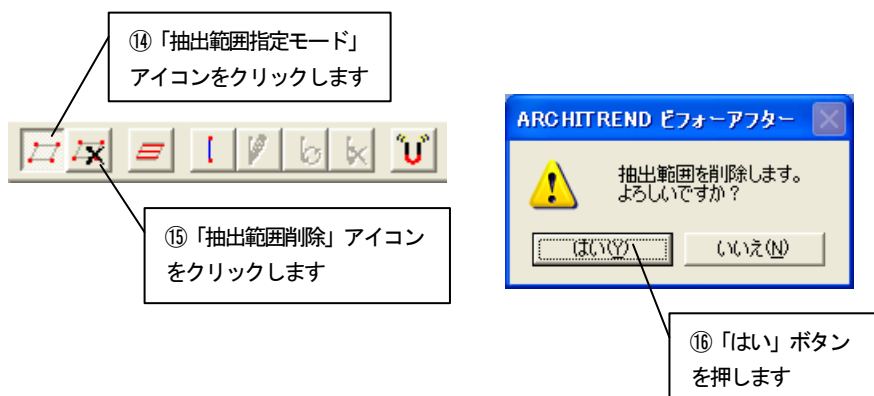 ⑭「抽出範囲指定モード」
アイコンをクリックします
ARCHITREND ビフォーアフター
抽出範囲を削除します。
よろしいですか？
はい(Y)
いいえ(N)
⑮「抽出範囲削除」アイコン
をクリックします
⑯「はい」ボタン
を押します